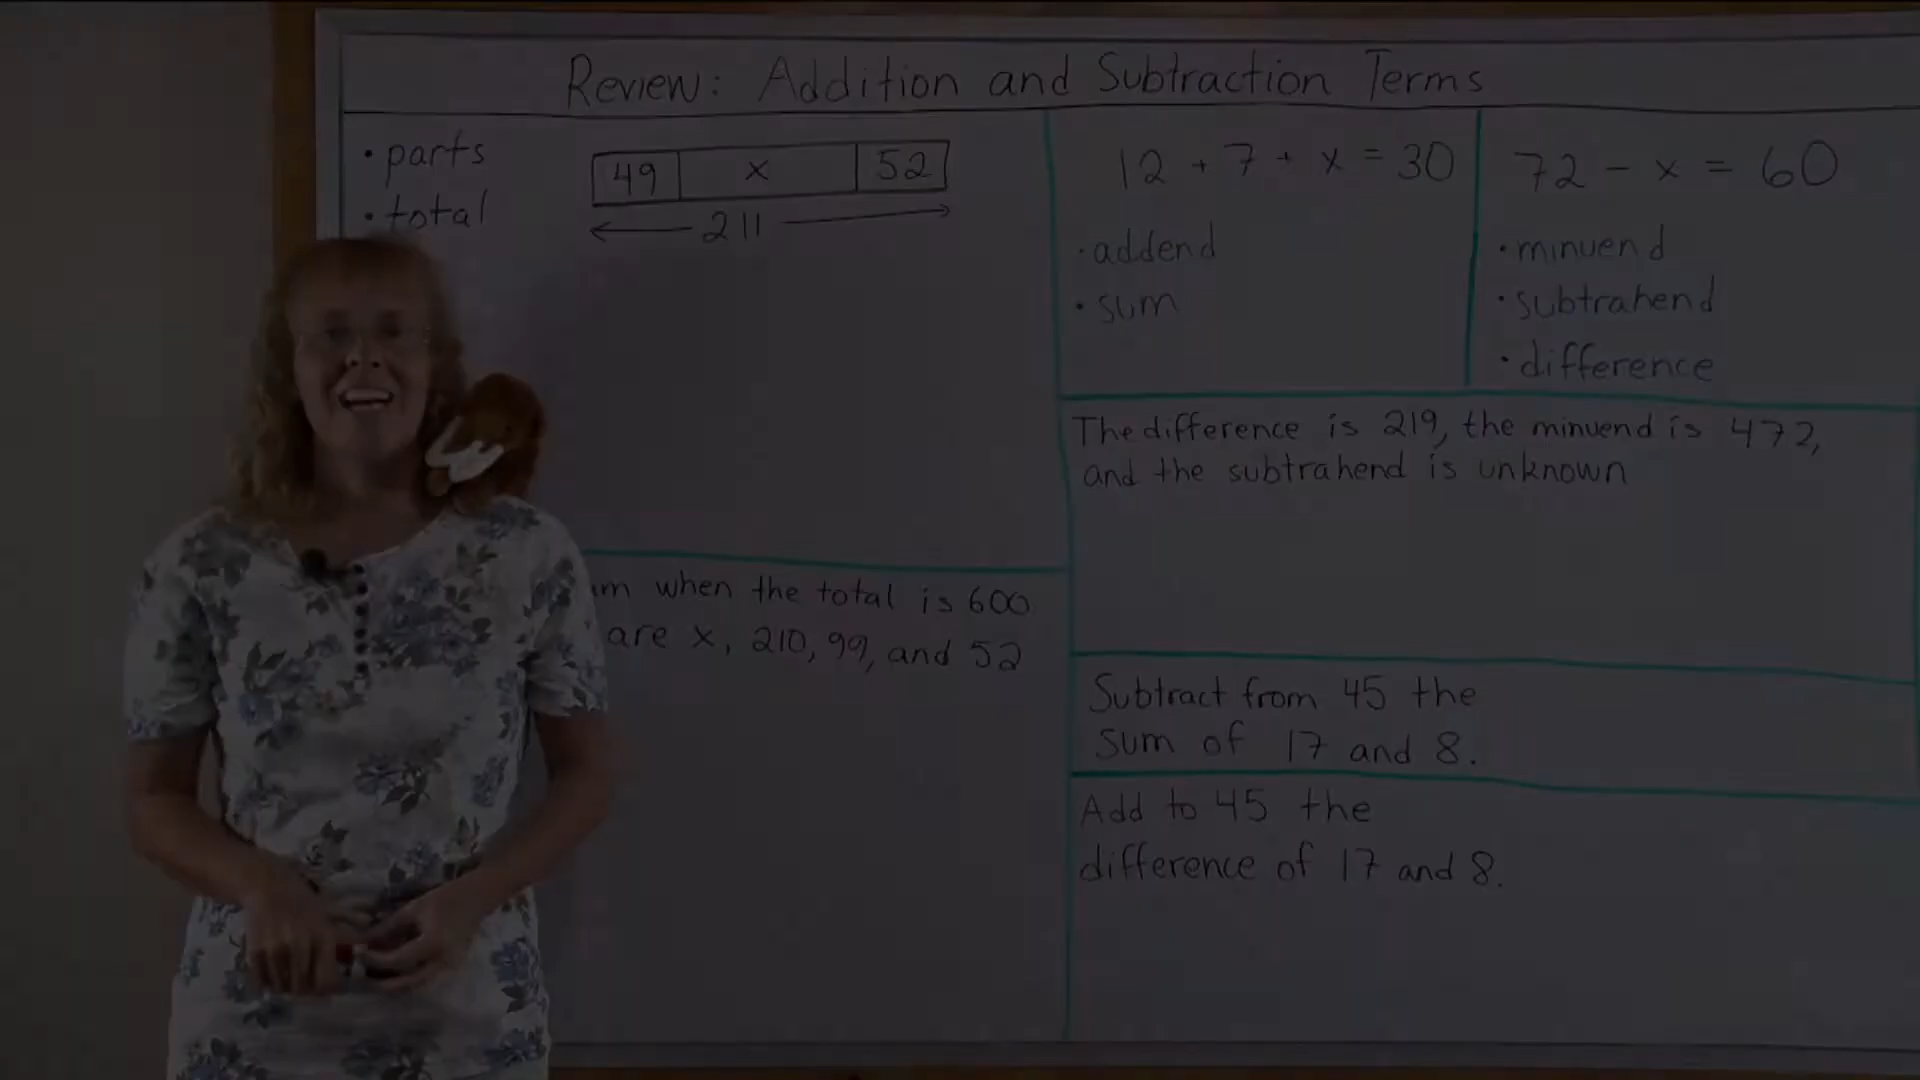 Review: Addition and Subtraction Terms
• parts
• total
49 x 52
211
12 + 7 + x = 30
• addend
• sum
72 - x = 60
• minuend
• subtrahend
• difference
The difference is 219, the minuend is 472,
and the subtrahend is unknown
when the total is 600
are x, 210, 99, and 52
Subtract from 45 the
sum of 17 and 8.
Add to 45 the
difference of 17 and 8.